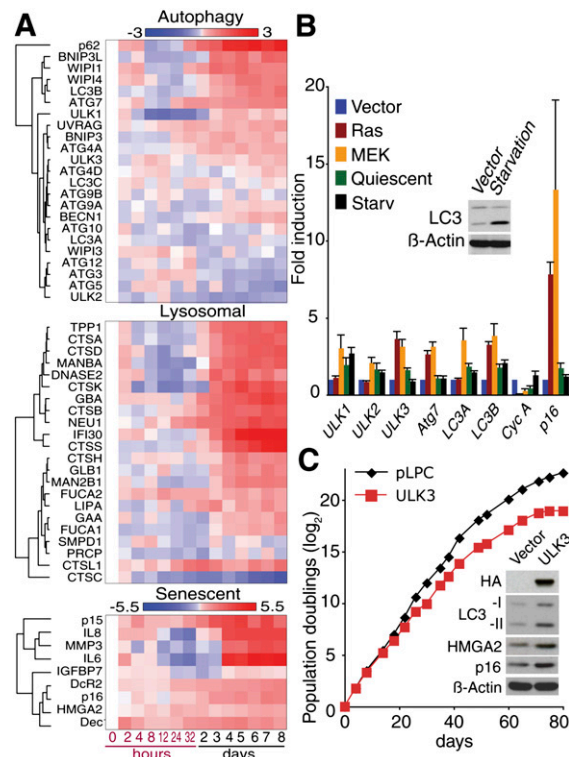 A
Autophagy
-3 3
p62
BNIP3L
WIPI1
WIPI4
LC3B
ATG7
ULK1
UVRAG
BNIP3
ATG4A
ULK3
ATG4D
LC3C
ATG9B
ATG9A
BECN1
ATG10
LC3A
WIPI3
ATG12
ATG3
ATG5
ULK2
Lysosomal
TPP1
CTSA
CTSD
MANBA
DNASE2
CTSK
GBA
CTSB
NEU1
IFI30
CTSS
CTSH
GLB1
MAN2B1
FUCA2
LIPA
GAA
FUCA1
SMPD1
PRCP
CTSL1
CTSC
Senescent
-5.5 5.5
p15
IL8
MMP3
IL6
IGFBP7
DcR2
p16
HMGA2
Dec
0 2 4 8 12 24 32 2 3 4 5 6 7 8
hours days
B
Fold induction
20
15
10
5
0
Vector
Ras
MEK
Quiescent
Starv
Vector
Starvation
LC3
ß-Actin
ULK1 ULK2 ULK3 Atg7 LC3A LC3B Cyc A p16
C
Population doublings (log2)
20
15
10
5
0
pLPC
ULK3
Vector
ULK3
HA
LC3
-I
-II
HMGA2
p16
ß-Actin
0 20 40 60 80
days